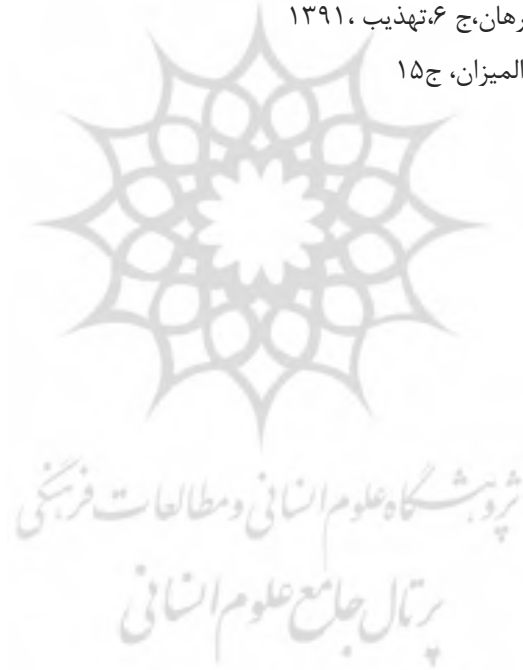 رهان،ج ۶،تهذیب ،۱۳۹۱
المیزان، ج۱۵
پژوهشگاه علوم انسانی و مطالعات فرهنگی
پرتال جامع علوم انسانی